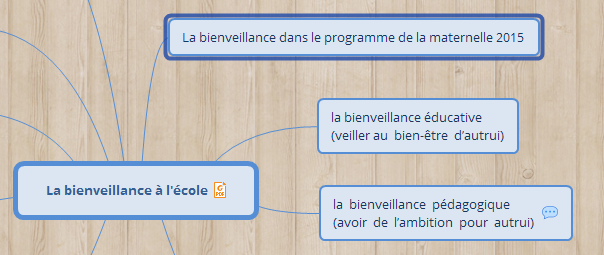 La bienveillance dans le programme de la maternelle 2015
la bienveillance éducative
(veiller au bien-être d'autrui)
La bienveillance à l'école
G
PDF
la bienveillance pédagogique
(avoir de l'ambition pour autrui)